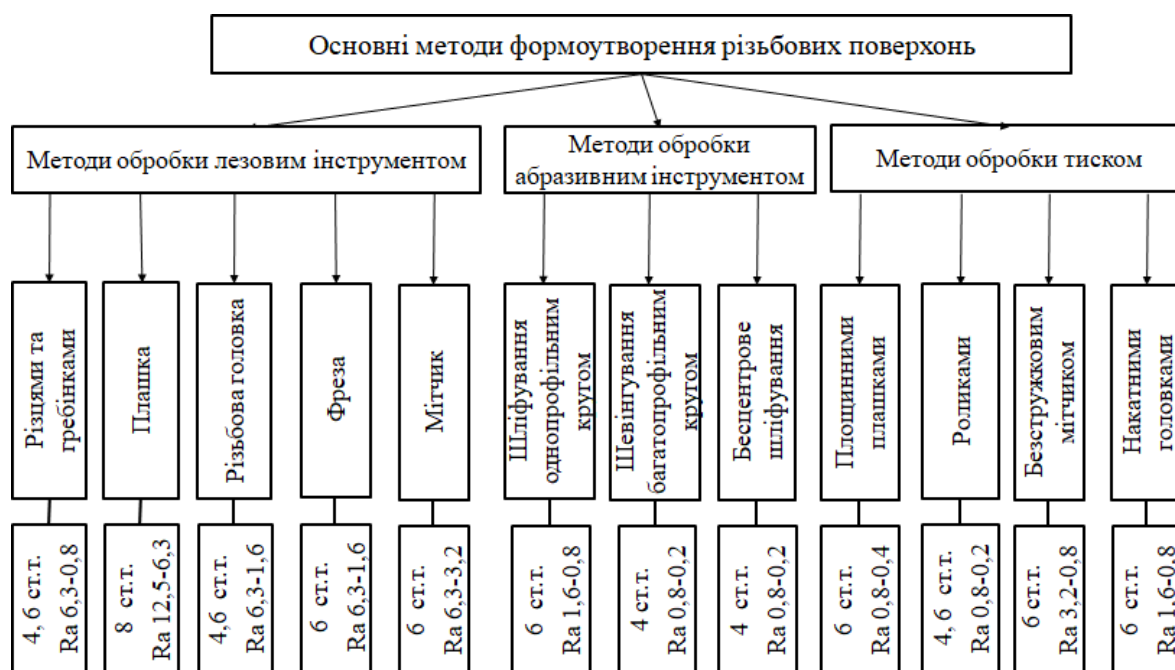 Основні методи формоутворення різьбових поверхонь
Методи обробки лезовим інструментом
Методи обробки
абразивним інструментом
Методи обробки тиском
Різцями та
гребінками
Плашка
Різьбова головка
Фреза
Мітчик
Шліфування
однопрофільним
кругом
Шевінгування
багатопрофільним
кругом
Бесцентрове
шліфування
Площинними
плашками
Роликами
Безстружковим
мітчиком
Накатними
головками
4, 6 ст.т.
Ra 6,3-0,8
8 ст.т.
Ra 12,5-6,3
4,6 ст.т.
Ra 6,3-1,6
6 ст.т.
Ra 6,3-1,6
6 ст.т.
Ra 6,3-3,2
6 ст.т.
Ra 1,6-0,8
4 ст.т.
Ra 0,8-0,2
4 ст.т.
Ra 0,8-0,2
6 ст.т.
Ra 0,8-0,4
4, 6 ст.т.
Ra 0,8-0,2
6 ст.т.
Ra 3,2-0,8
6 ст.т.
Ra 1,6-0,8